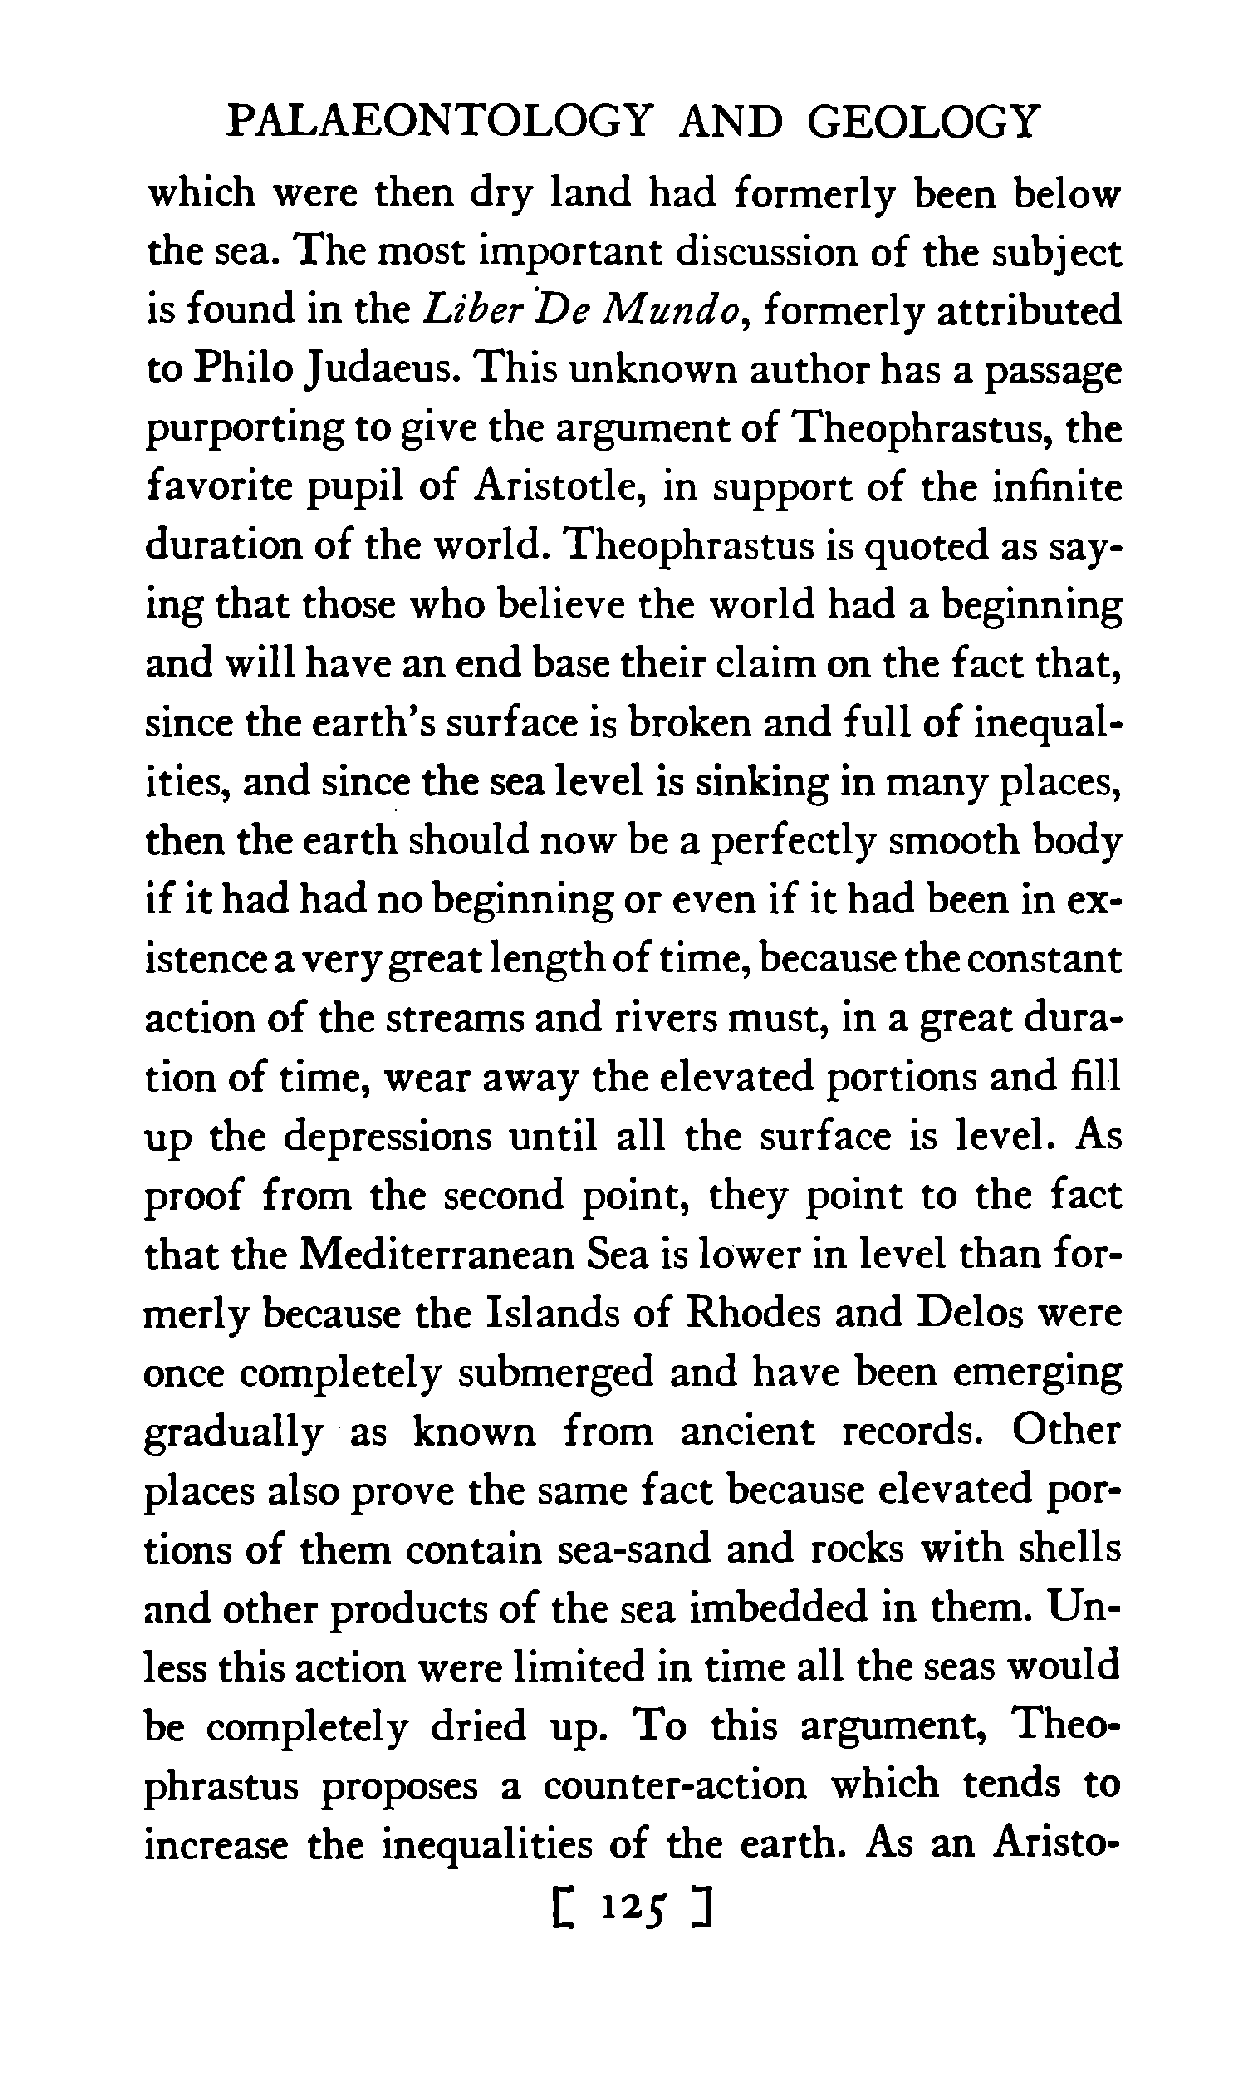 PALAEONTOLOGY AND GEOLOGY
which were then dry land had formerly been below
the sea. The most important discussion of the subject
is found in the Liber De Mundo, formerly attributed
to Philo Judaeus. This unknown author has a passage
purporting to give the argument of Theophrastus, the
favorite pupil of Aristotle, in support of the infinite
duration of the world. Theophrastus is quoted as say-
ing that those who believe the world had a beginning
and will have an end base their claim on the fact that,
since the earth's surface is broken and full of inequal-
ities, and since the sea level is sinking in many places,
then the earth should now be a perfectly smooth body
if it had had no beginning or even if it had been in ex-
istence a very great length of time, because the constant
action of the streams and rivers must, in a great dura-
tion of time, wear away the elevated portions and fill
up the depressions until all the surface is level. As
proof from the second point, they point to the fact
that the Mediterranean Sea is lower in level than for-
merly because the Islands of Rhodes and Delos were
once completely submerged and have been emerging
gradually as known from ancient records. Other
places also prove the same fact because elevated por-
tions of them contain sea-sand and rocks with shells
and other products of the sea imbedded in them. Un-
less this action were limited in time all the seas would
be completely dried up. To this argument, Theo-
phrastus proposes a counter-action which tends to
increase the inequalities of the earth. As an Aristo-
[ 125 ]